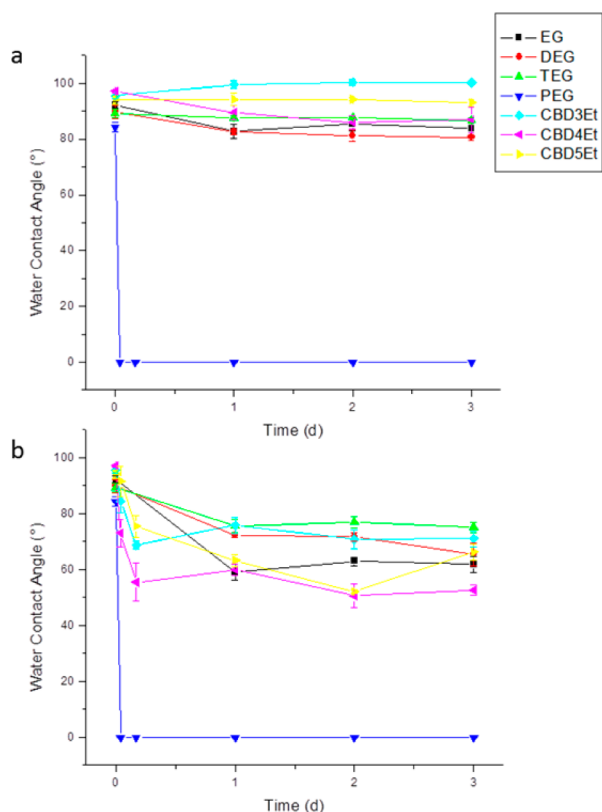 EG
DEG
TEG
PEG
CBD3Et
CBD4Et
CBD5Et
a
Water Contact Angle (°)
100
80
60
40
20
0
0
1
2
3
Time (d)
b
Water Contact Angle (°)
100
80
60
40
20
0
0
1
2
3
Time (d)